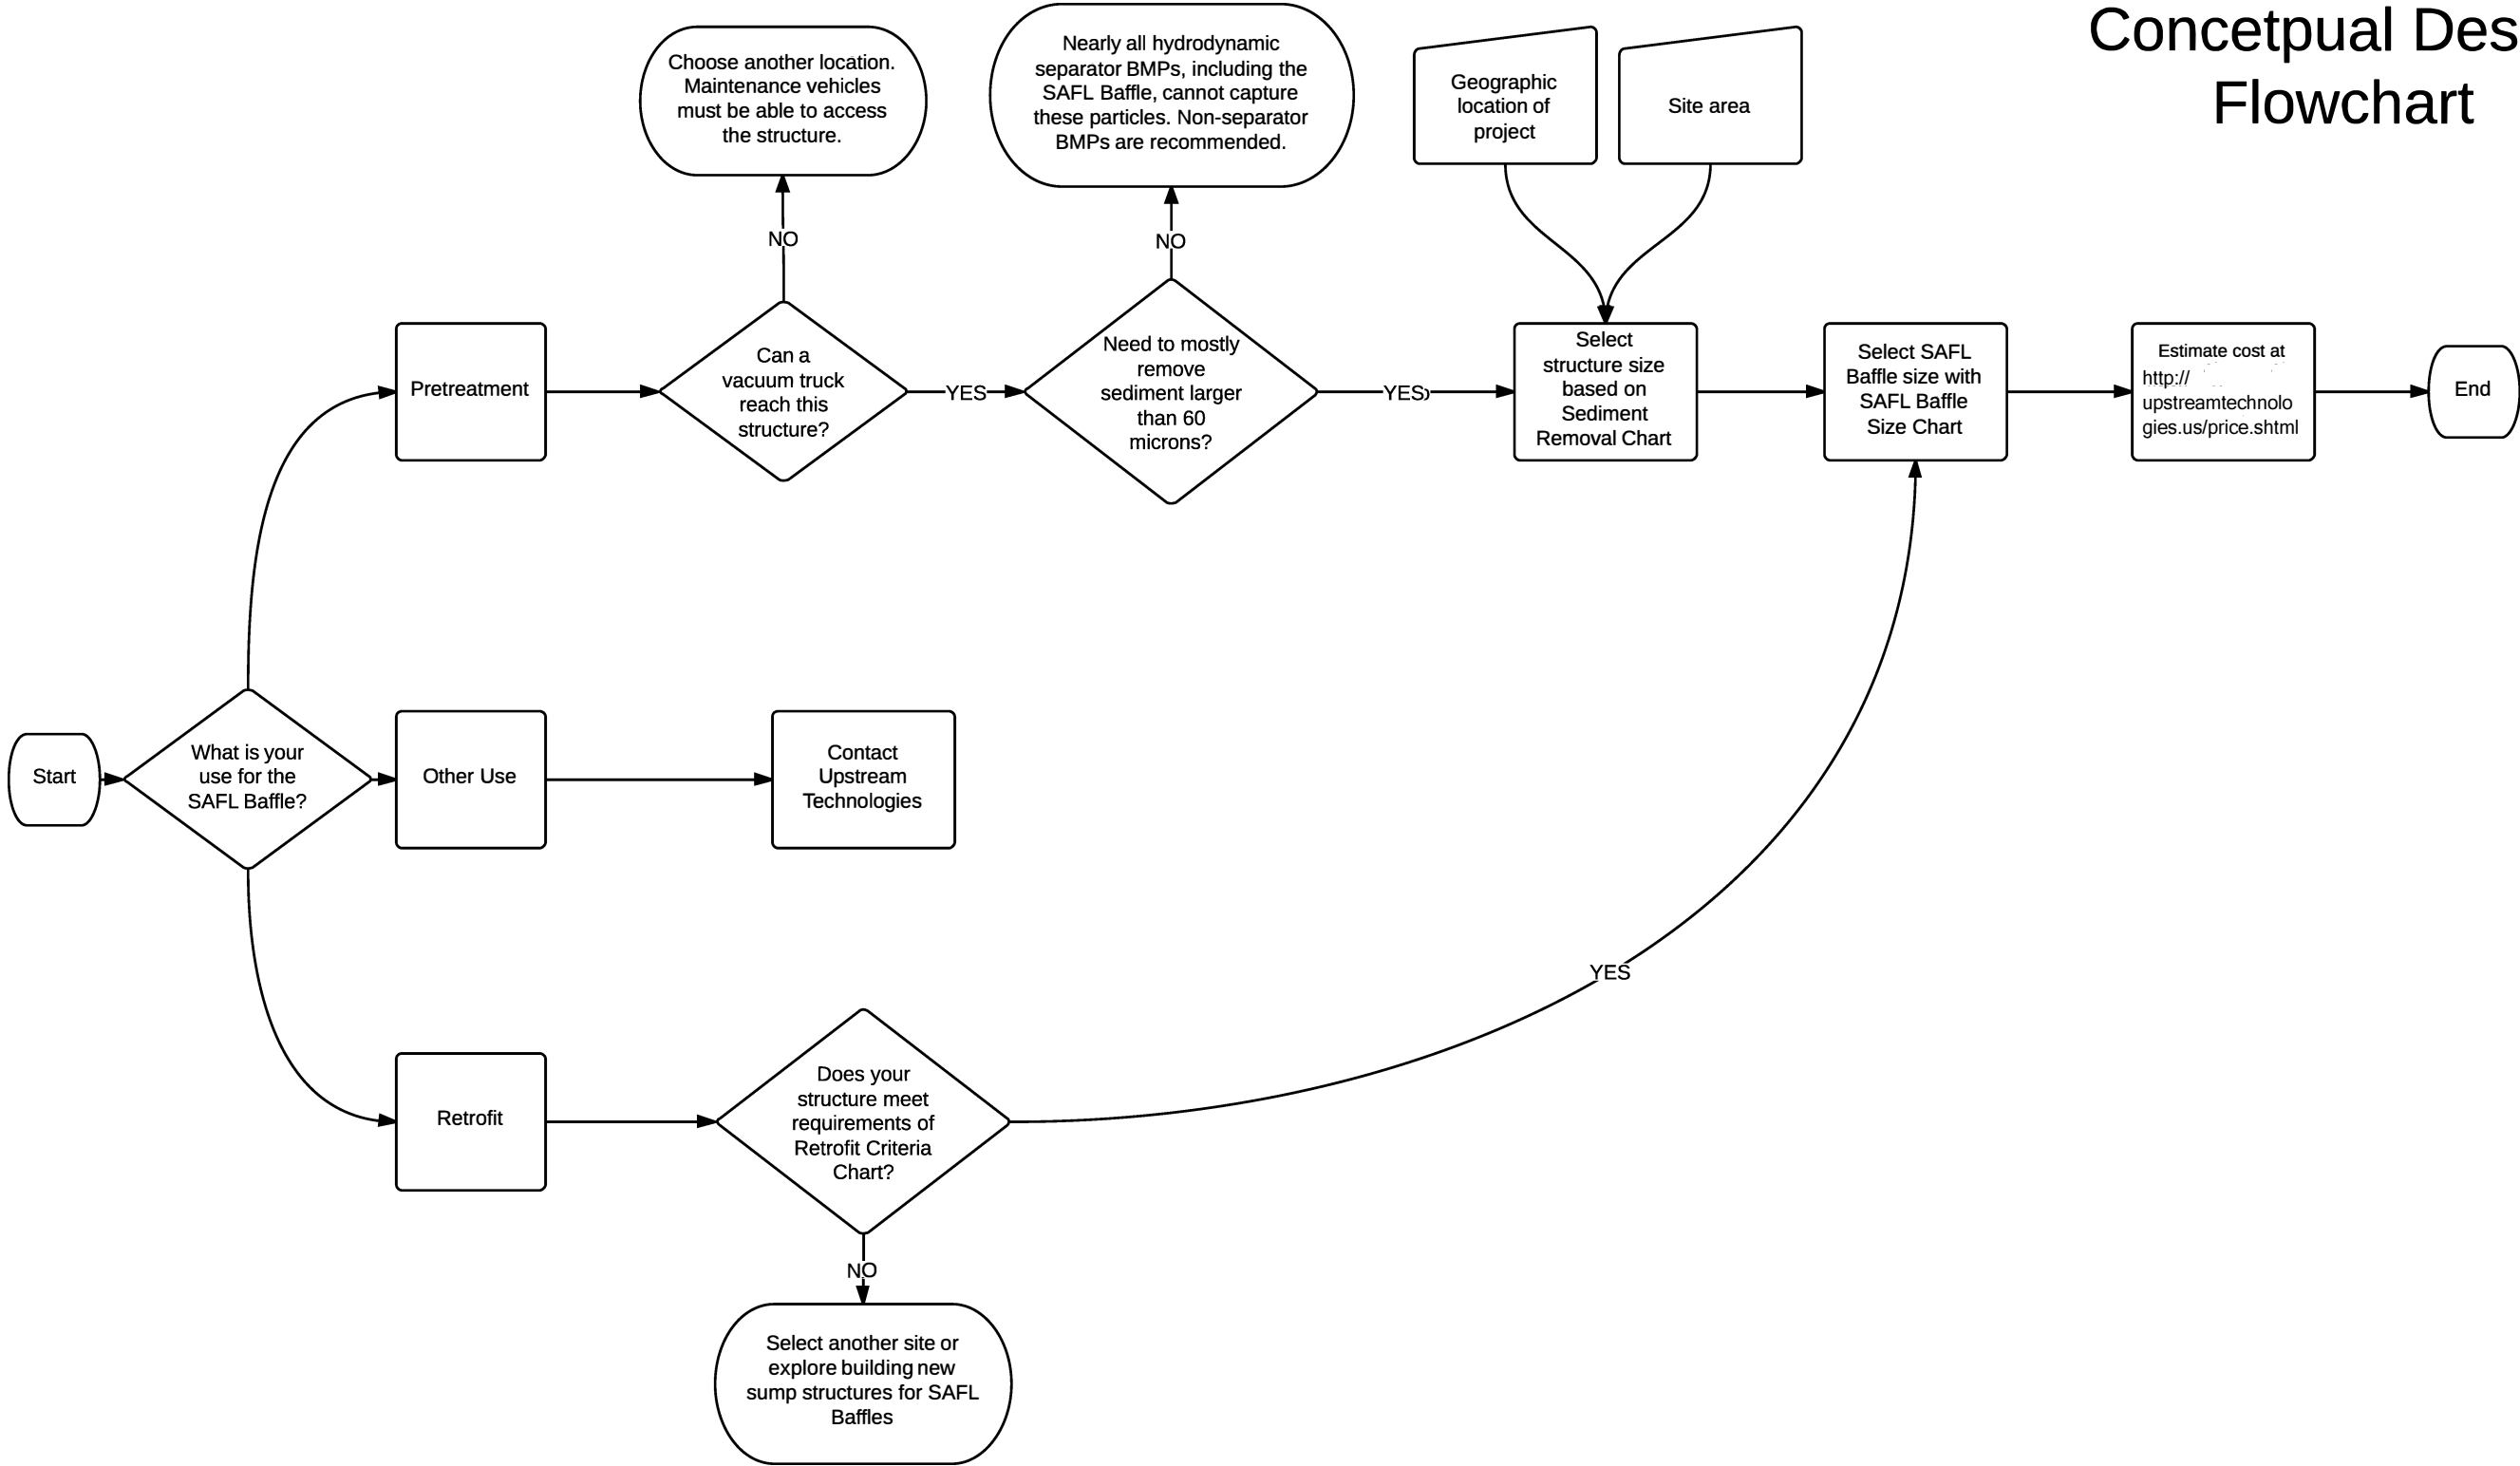 Concetpual Des
Flowchart
Choose another location.
Maintenance vehicles
must be able to access
the structure.
Nearly all hydrodynamic
separator BMPs, including the
SAFL Baffle, cannot capture
these particles. Non-separator
BMPs are recommended.
Geographic
location of
project
Site area
NO
NO
Pretreatment
Can a
vacuum truck
reach this
structure?
YES
Need to mostly
remove
sediment larger
than 60
microns?
YES
Select
structure size
based on
Sediment
Removal Chart
Select SAFL
Baffle size with
SAFL Baffle
Size Chart
Estimate cost at
http://
upstreamtechnolo
gies.us/price.shtml
End
Start
What is your
use for the
SAFL Baffle?
Other Use
Contact
Upstream
Technologies
YES
Retrofit
Does your
structure meet
requirements of
Retrofit Criteria
Chart?
NO
Select another site or
explore building new
sump structures for SAFL
Baffles